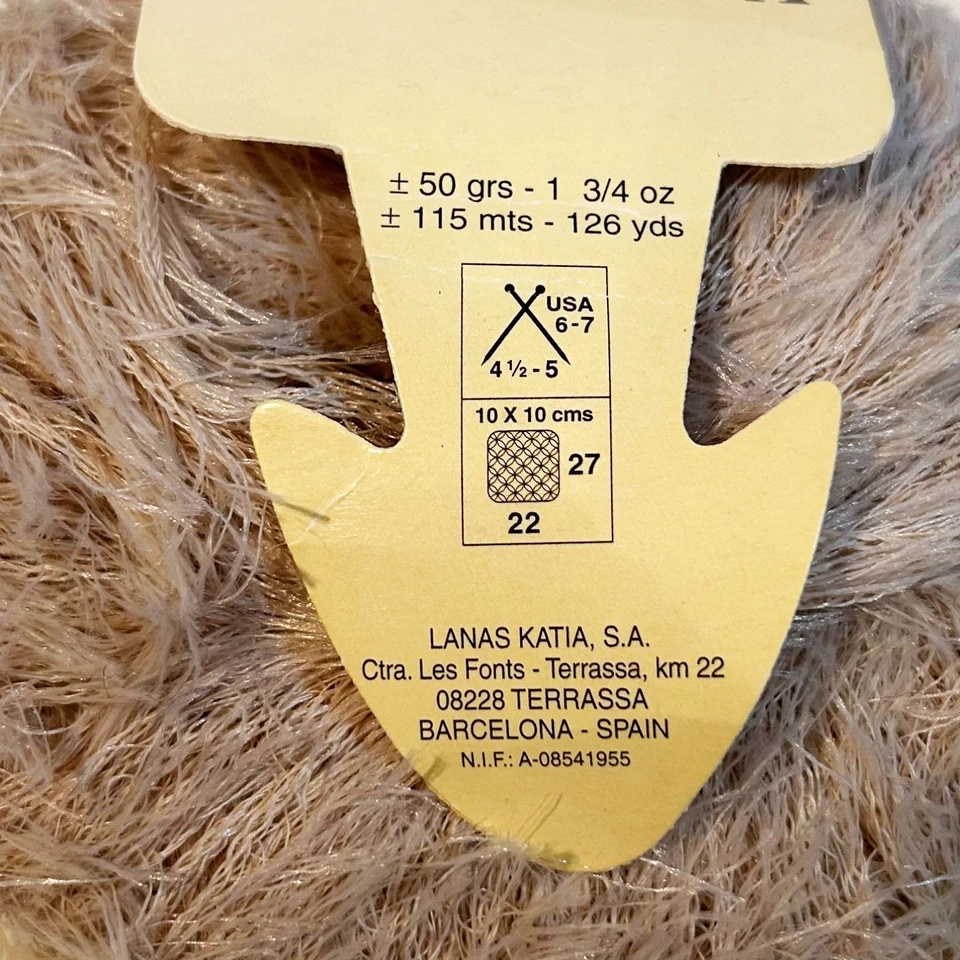 ± 50 grs - 1 3/4 oz
± 115 mts - 126 yds
USA
6-7
4 ½ - 5
10 X 10 cms
27
22
LANAS KATIA, S.A.
Ctra. Les Fonts - Terrassa, km 22
08228 TERRASSA
BARCELONA - SPAIN
N.I.F.: A-08541955